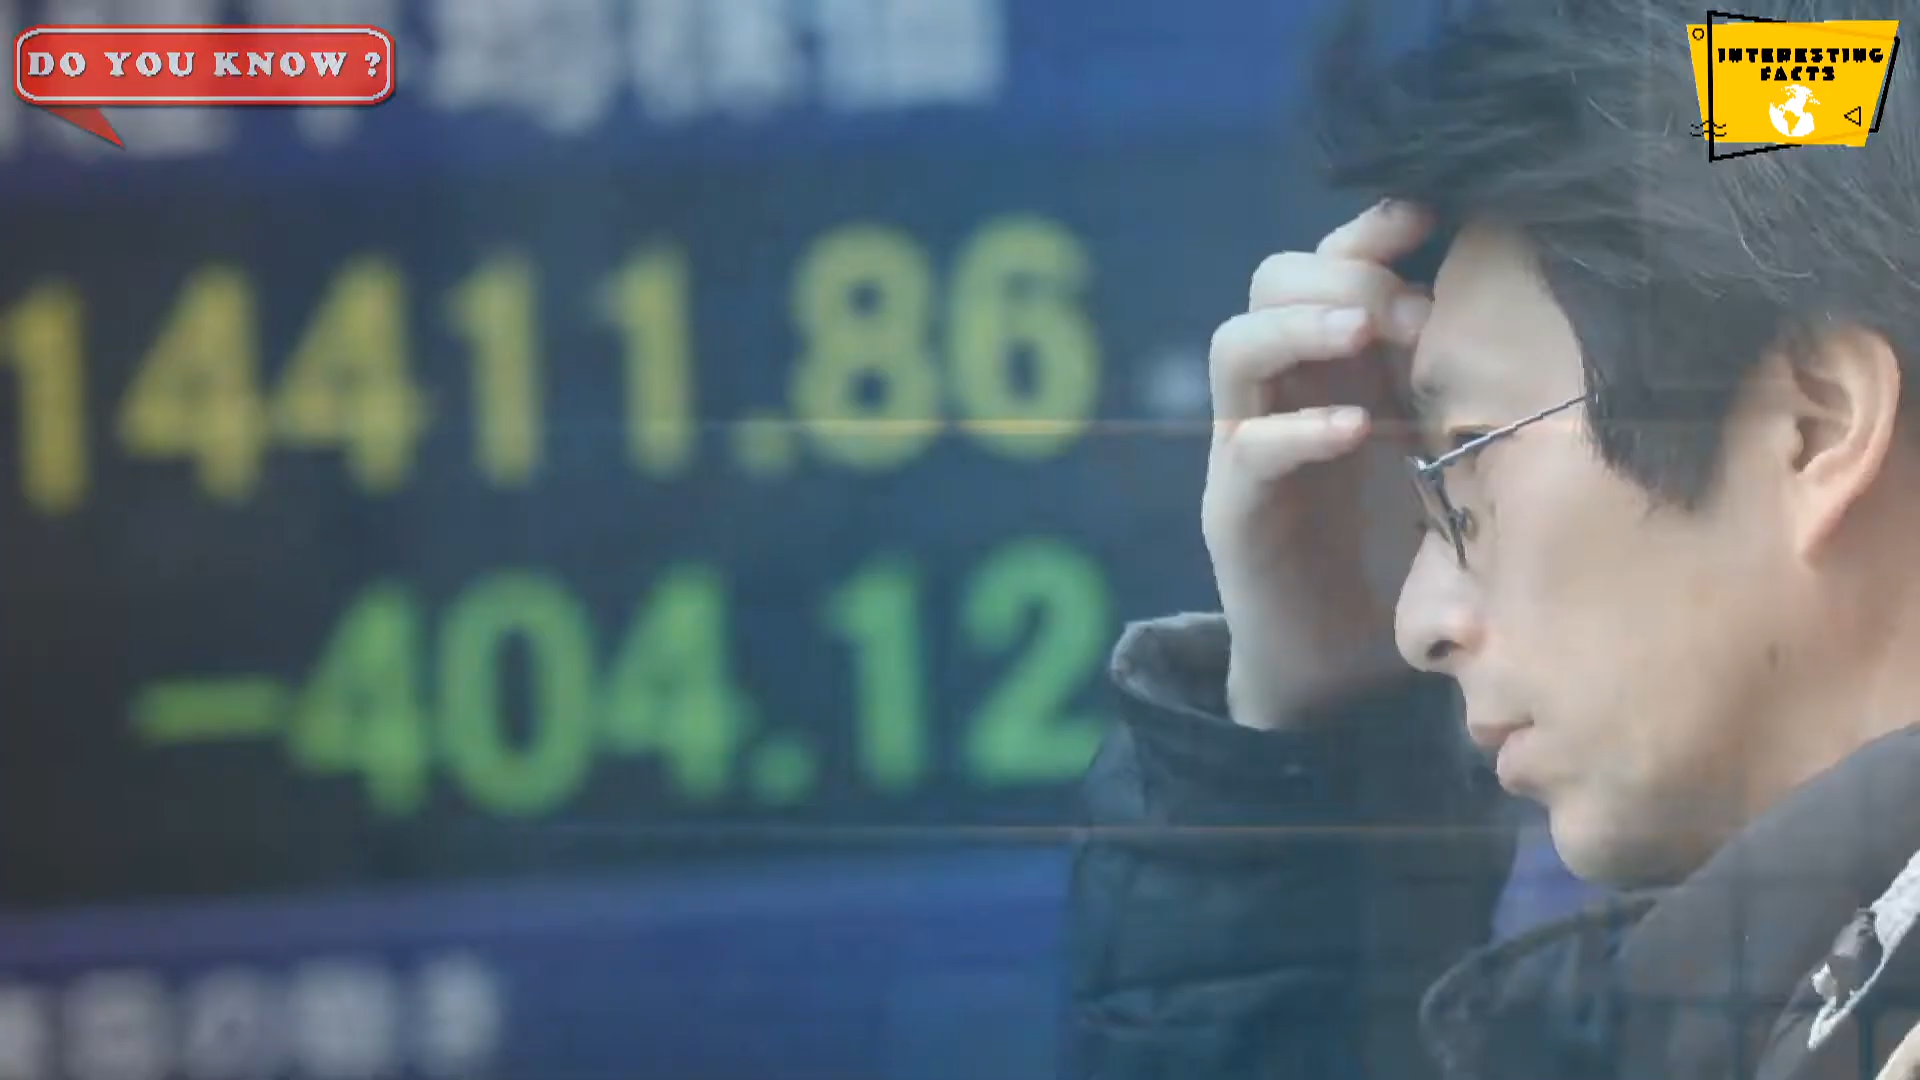 DO YOU KNOW ?
INTERESTING
FACTS
14411.86
-404.12